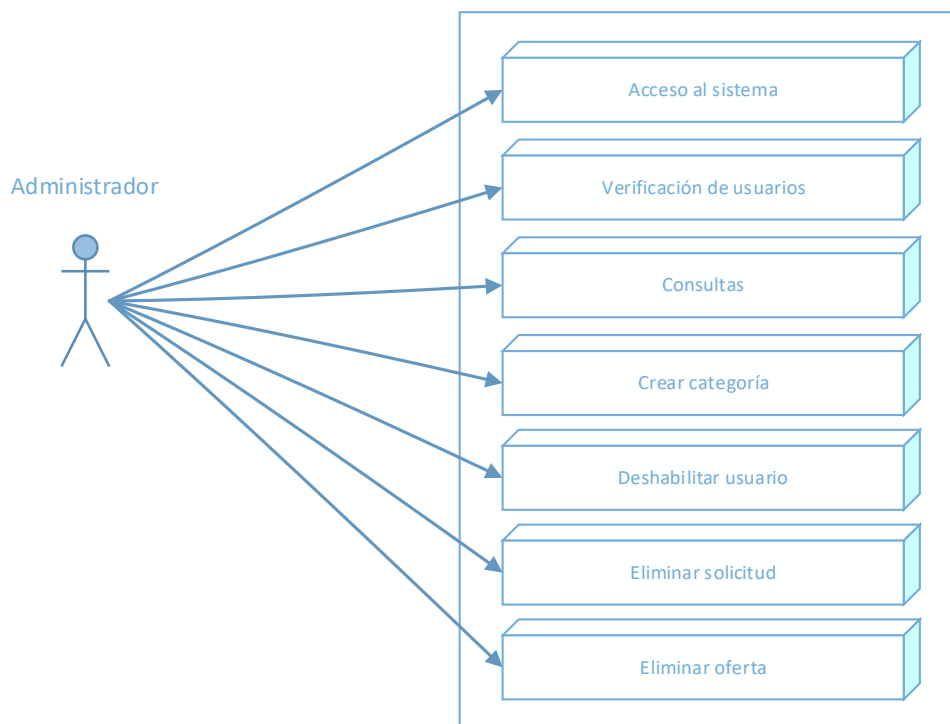 Administrador
Acceso al sistema
Verificación de usuarios
Consultas
Crear categoría
Deshabilitar usuario
Eliminar solicitud
Eliminar oferta